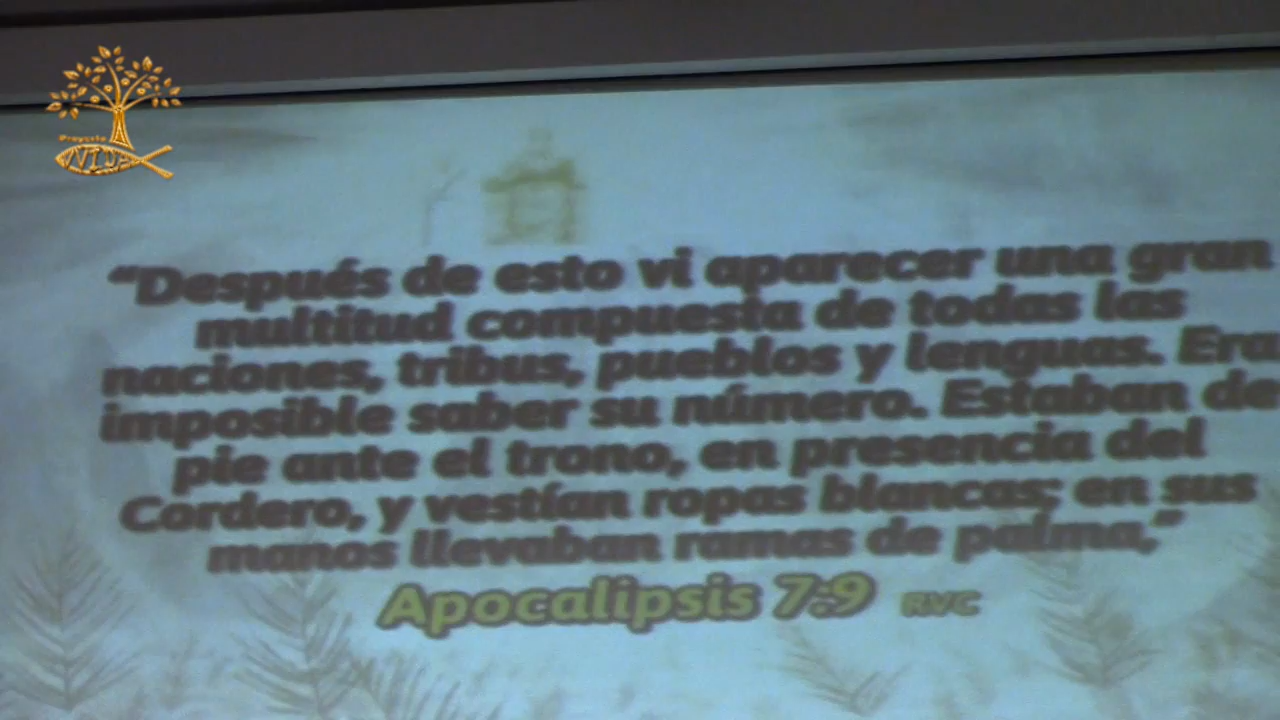 Proyecto
VIDA
“Después de esto vi aparecer una gran
multitud compuesta de todas las
naciones, tribus, pueblos y lenguas. Era
imposible saber su número. Estaban de
pie ante el trono, en presencia del
Cordero, y vestían ropas blancas; en sus
manos llevaban ramas de palma,”
Apocalipsis 7:9 RVC